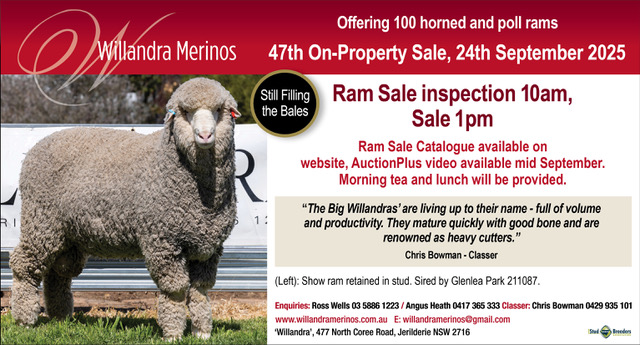 Willandra Merinos
Offering 100 horned and poll rams
47th On-Property Sale, 24th September 2025
Still Filling
the Bales
Ram Sale inspection 10am,
Sale 1pm
Ram Sale Catalogue available on
website, AuctionPlus video available mid September.
Morning tea and lunch will be provided.
“The Big Willandras’ are living up to their name - full of volume
and productivity. They mature quickly with good bone and are
renowned as heavy cutters.”
Chris Bowman - Classer
(Left): Show ram retained in stud. Sired by Glenlea Park 211087.
Enquiries: Ross Wells 03 5886 1223 / Angus Heath 0417 365 333 Classer: Chris Bowman 0429 935 101
www.willandramerinos.com.au E: willandramerinos@gmail.com
‘Willandra’, 477 North Coree Road, Jerilderie NSW 2716
Stud Breeders